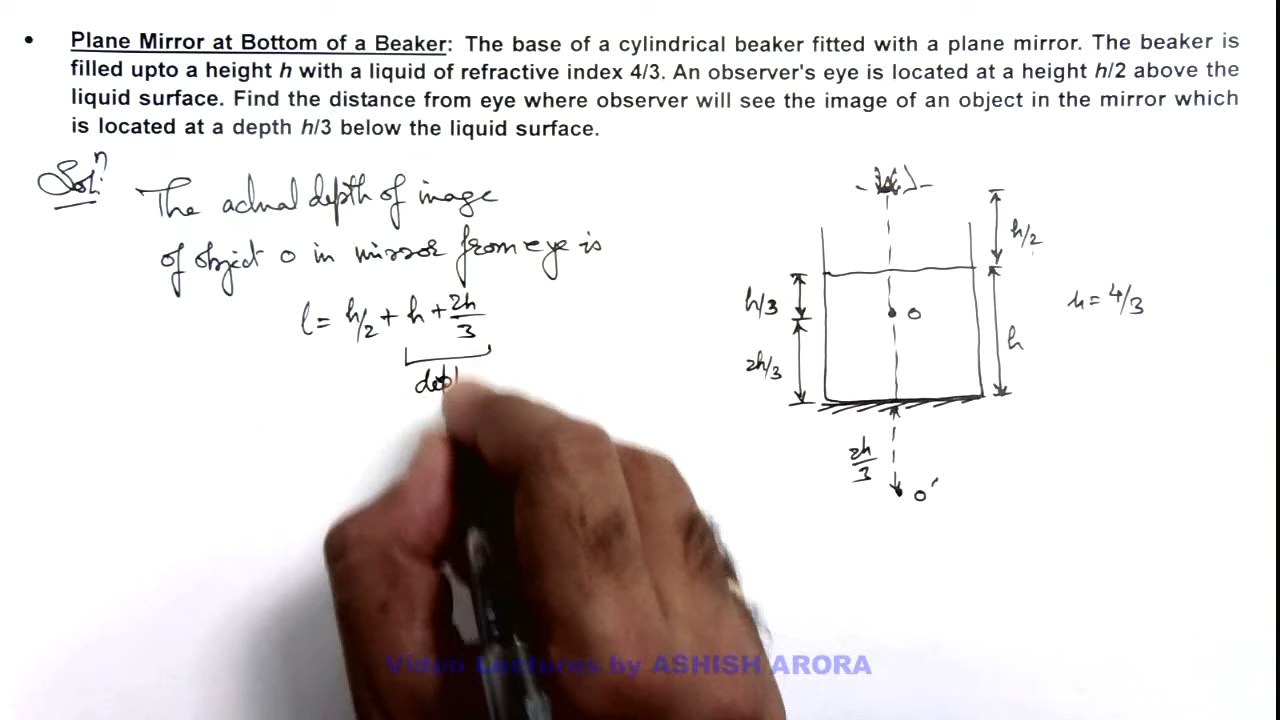 • Plane Mirror at Bottom of a Beaker: The base of a cylindrical beaker fitted with a plane mirror. The beaker is
filled upto a height h with a liquid of refractive index 4/3. An observer's eye is located at a height h/2 above the
liquid surface. Find the distance from eye where observer will see the image of an object in the mirror which
is located at a depth h/3 below the liquid surface.
Solⁿ:
The actual depth of image
of object O in mirror from eye is
l = h/2 + h + 2h/3
dept
h/2
h/3
O
μ = 4/3
h
2h/3
2h/3
O'
Video Lectures by ASHISH ARORA